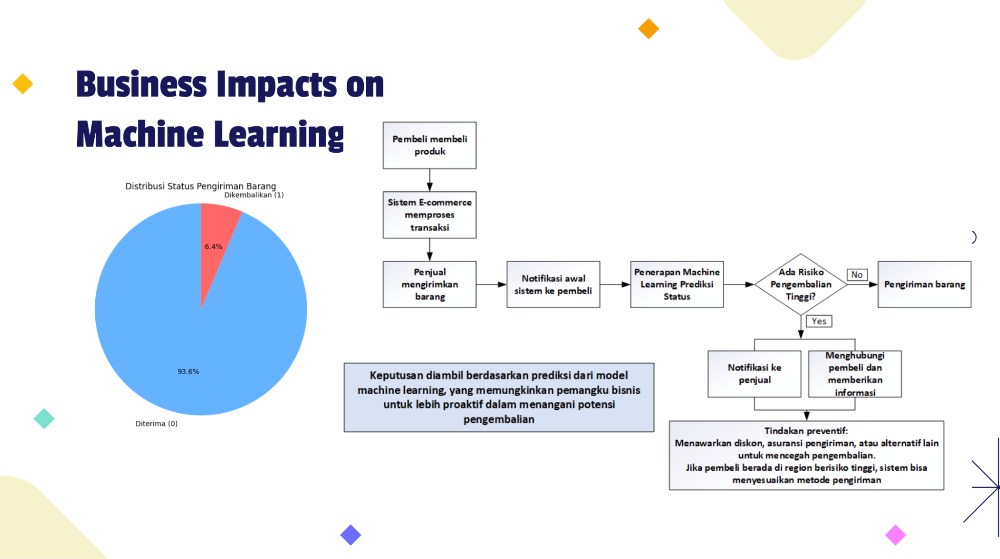 Business Impacts on
Machine Learning
Distribusi Status Pengiriman Barang
Dikembalikan (1)
6.4%
93.6%
Diterima (0)
Pembeli membeli
produk
Sistem E-commerce
memproses
transaksi
Penjual
mengirimkan
barang
Notifikasi awal
sistem ke pembeli
Penerapan Machine
Learning Prediksi
Status
Ada Risiko
Pengembalian
Tinggi?
No
Pengiriman barang
Yes
Notifikasi ke
penjual
Menghubungi
pembeli dan
memberikan
informasi
Tindakan preventif:
Menawarkan diskon, asuransi pengiriman, atau alternatif lain
untuk mencegah pengembalian.
Jika pembeli berada di region berisiko tinggi, sistem bisa
menyesuaikan metode pengiriman
Keputusan diambil berdasarkan prediksi dari model
machine learning, yang memungkinkan pemangku bisnis
untuk lebih proaktif dalam menangani potensi
pengembalian